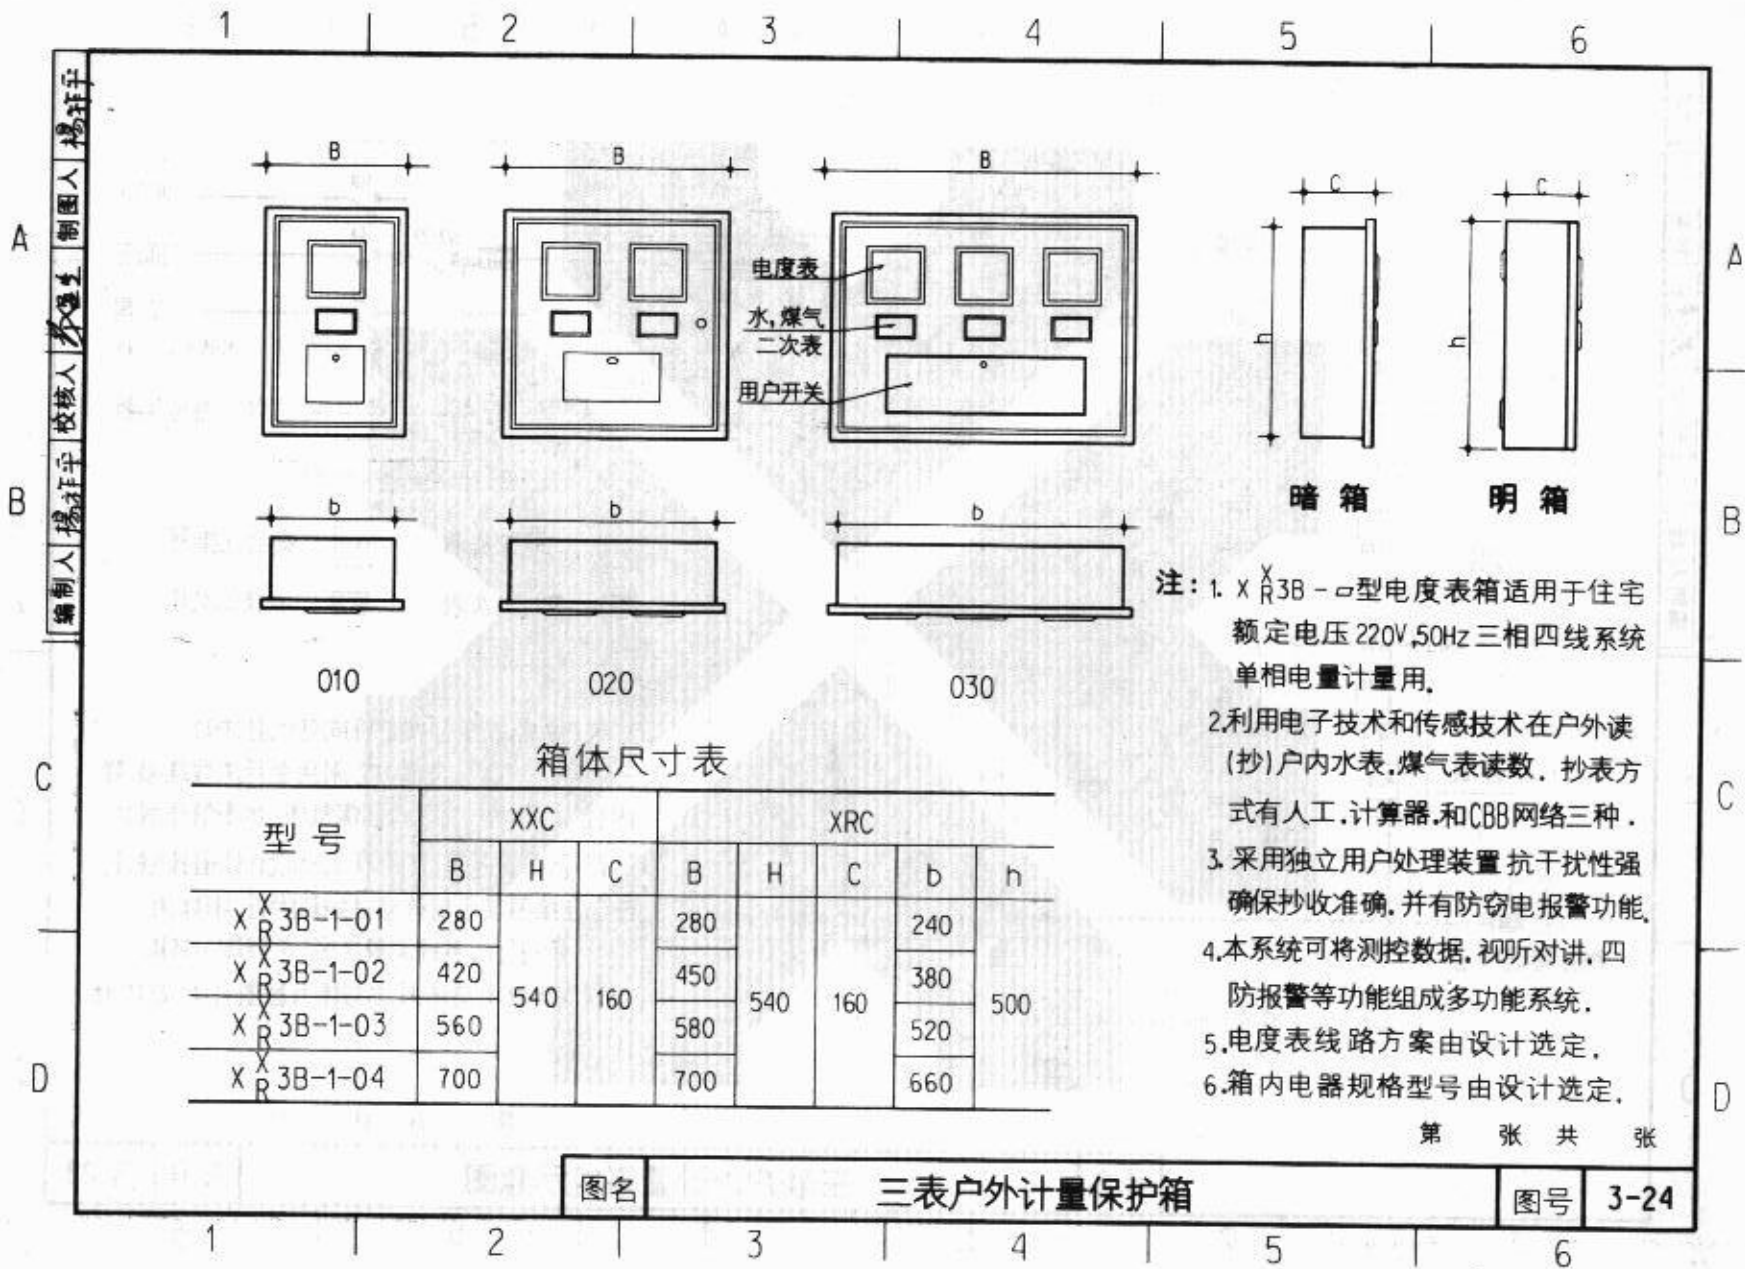 1 2 3 4 5 6
A
B
C
D
A
B
C
D
制图人
校核人
编制人
B B B C C
电度表
水,煤气
二次表
用户开关
h h
暗箱 明箱
b b b
010 020 030
箱体尺寸表
型号 XXC XRC
B H C B H C b h
X X/R 3B-1-01 280 540 160 280 540 160 240 500
X X/R 3B-1-02 420 450 380
X X/R 3B-1-03 560 580 520
X X/R 3B-1-04 700 700 660
注: 1. X X/R 3B-▱型电度表箱适用于住宅
额定电压220V,50Hz三相四线系统
单相电量计量用.
2.利用电子技术和传感技术在户外读
(抄)户内水表,煤气表读数. 抄表方
式有人工,计算器,和CBB网络三种.
3.采用独立用户处理装置 抗干扰性强
确保抄收准确,并有防窃电报警功能.
4.本系统可将测控数据,视听对讲,四
防报警等功能组成多功能系统.
5.电度表线路方案由设计选定.
6.箱内电器规格型号由设计选定.
第 张 共 张
图名 三表户外计量保护箱 图号 3-24
1 2 3 4 5 6